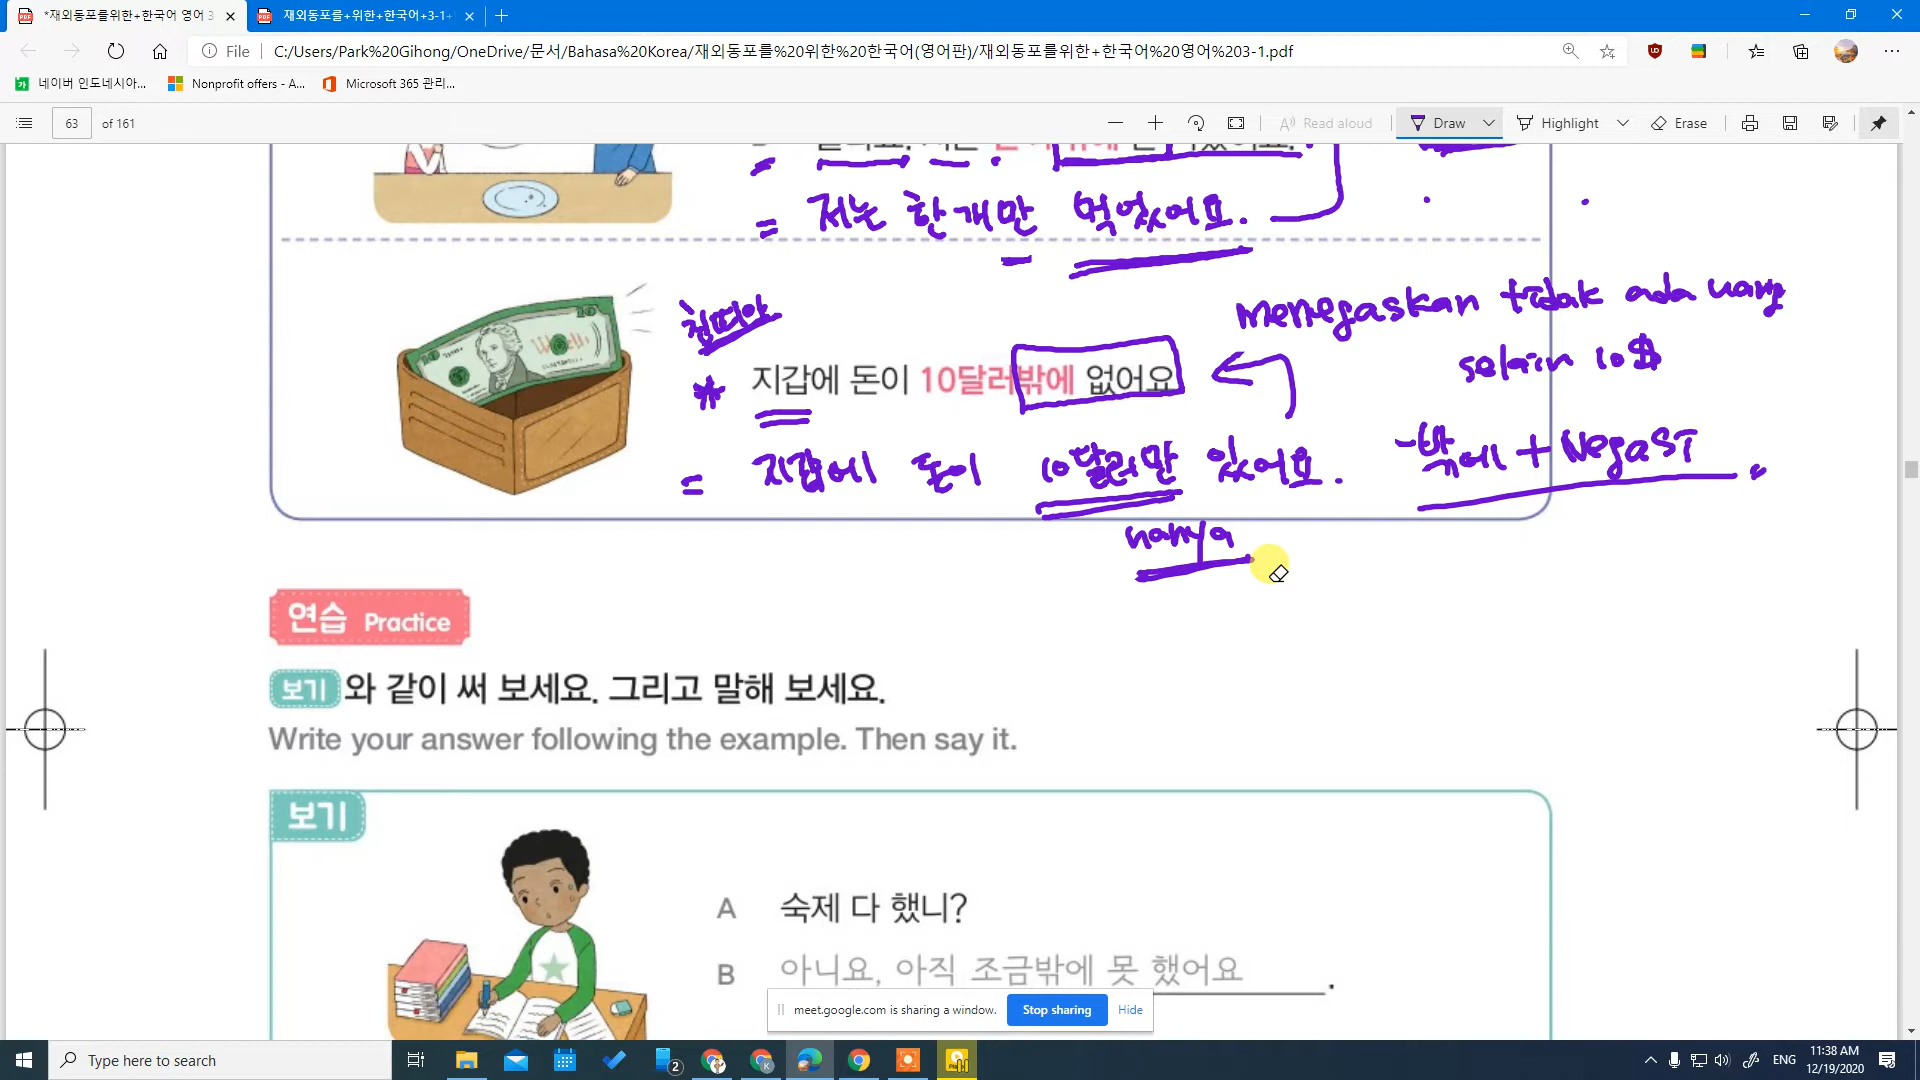 *재외동포를위한+한국어 영어 3
재외동포를+위한+한국어+3-1+
File
C:/Users/Park%20Gihong/OneDrive/문서/Bahasa%20Korea/재외동포를%20위한%20한국어(영어판)/재외동포를위한+한국어%20영어%203-1.pdf
네이버 인도네시아...
Nonprofit offers - A...
Microsoft 365 관리...
63 of 161
Read aloud
Draw
Highlight
Erase
= 저는 한개만 먹었어요.
menegaskan tidak ada uang
selain 10$
* 지갑에 돈이 10달러밖에 없어요
= 지갑에 돈이 10달러만 있어요.
-밖에 + NegaST
hanya
연습 Practice
보기 와 같이 써 보세요. 그리고 말해 보세요.
Write your answer following the example. Then say it.
보기
A 숙제 다 했니?
B 아니요, 아직 조금밖에 못 했어요.
meet.google.com is sharing a window.
Stop sharing
Hide
Type here to search
2
ENG
11:38 AM
12/19/2020